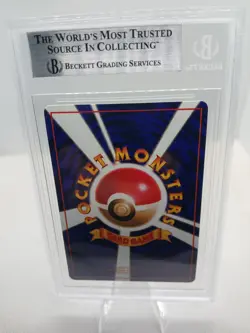 THE WORLD'S MOST TRUSTED
SOURCE IN COLLECTING™
BECKETT GRADING SERVICES
POCKET MONSTERS
CARD GAME